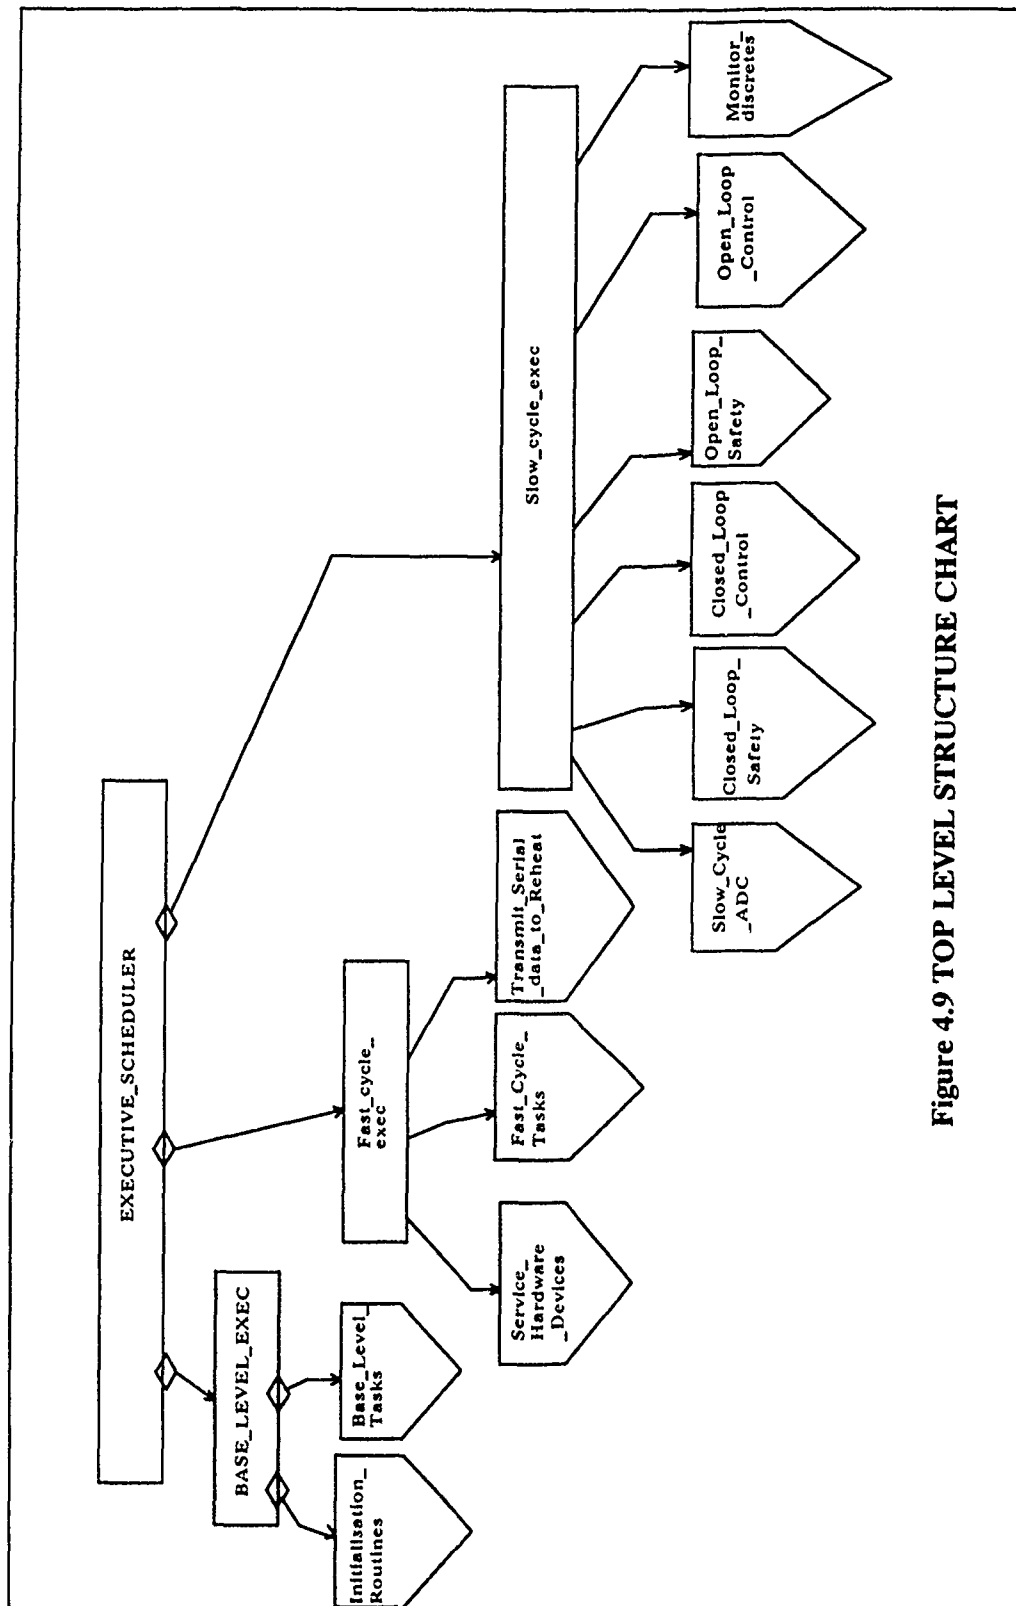 EXECUTIVE_SCHEDULER
BASE_LEVEL_EXEC
Initialisation_
Routines
Base_Level_
Tasks
Fast_cycle_
exec
Service_
Hardware
_Devices
Fast_Cycle_
Tasks
Transmit_Serial
_data_to_Reheat
Slow_cycle_exec
Slow_Cycle
_ADC
Closed_Loop_
Safety
Closed_Loop
_Control
Open_Loop_
Safety
Open_Loop
_Control
Monitor_
discretes
Figure 4.9 TOP LEVEL STRUCTURE CHART